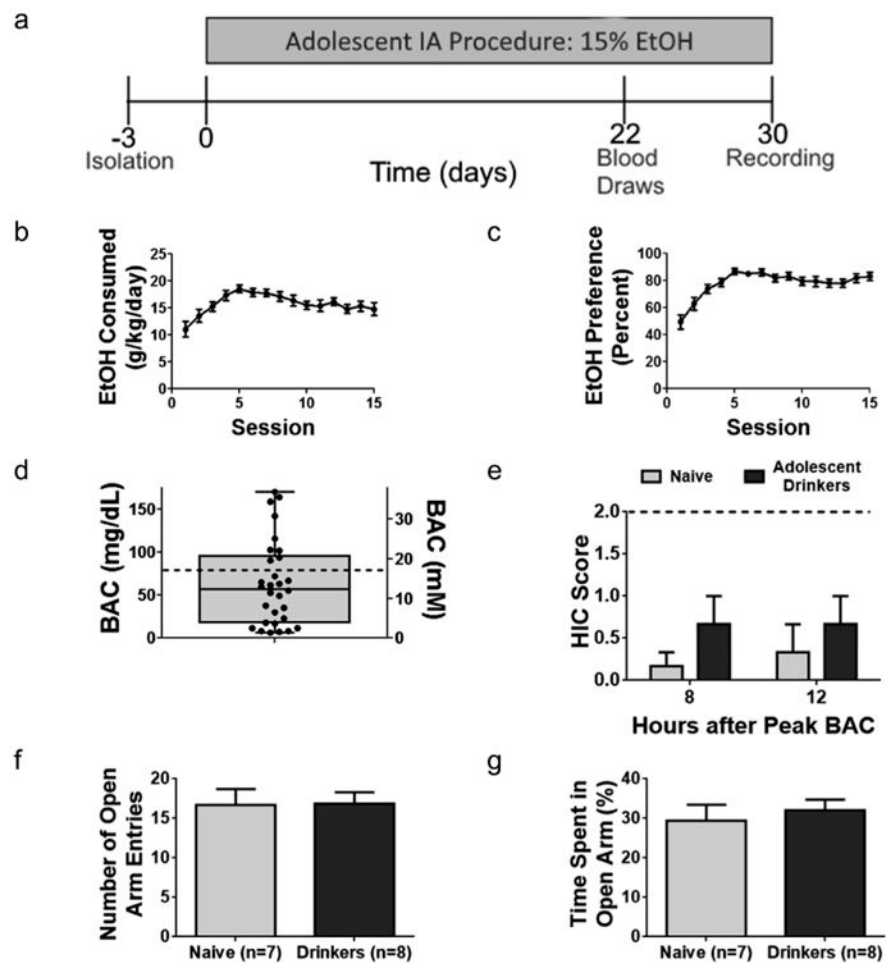 a
Adolescent IA Procedure: 15% EtOH
-3
0
22
30
Isolation
Time (days)
Blood
Draws
Recording
b
EtOH Consumed
(g/kg/day)
25
20
15
10
5
0
0
5
10
15
Session
c
EtOH Preference
(Percent)
100
80
60
40
20
0
0
5
10
15
Session
d
BAC (mg/dL)
150
100
50
0
BAC (mM)
30
20
10
0
e
Naive
Adolescent
Drinkers
HIC Score
2.0
1.5
1.0
0.5
0.0
8
12
Hours after Peak BAC
f
Number of Open
Arm Entries
20
15
10
5
0
Naive (n=7)
Drinkers (n=8)
g
Time Spent in
Open Arm (%)
40
30
20
10
0
Naive (n=7)
Drinkers (n=8)